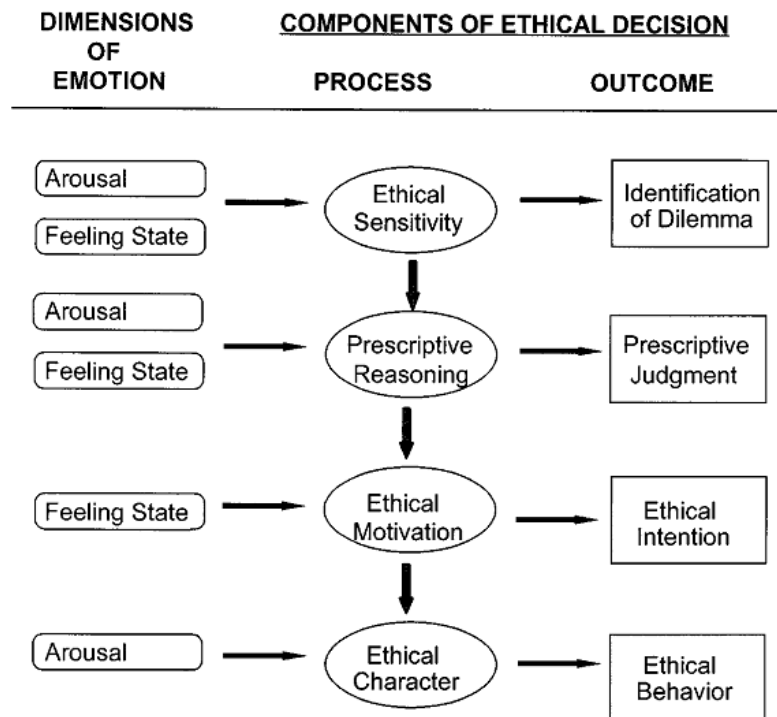 DIMENSIONS
OF
EMOTION
COMPONENTS OF ETHICAL DECISION
PROCESS
OUTCOME
Arousal
Feeling State
Ethical
Sensitivity
Identification
of Dilemma
Arousal
Feeling State
Prescriptive
Reasoning
Prescriptive
Judgment
Feeling State
Ethical
Motivation
Ethical
Intention
Arousal
Ethical
Character
Ethical
Behavior